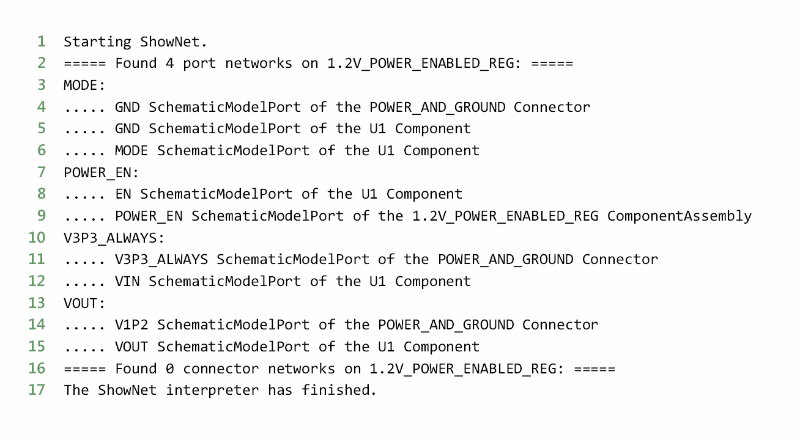 1 Starting ShowNet.
2 ===== Found 4 port networks on 1.2V_POWER_ENABLED_REG: =====
3 MODE:
4 ..... GND SchematicModelPort of the POWER_AND_GROUND Connector
5 ..... GND SchematicModelPort of the U1 Component
6 ..... MODE SchematicModelPort of the U1 Component
7 POWER_EN:
8 ..... EN SchematicModelPort of the U1 Component
9 ..... POWER_EN SchematicModelPort of the 1.2V_POWER_ENABLED_REG ComponentAssembly
10 V3P3_ALWAYS:
11 ..... V3P3_ALWAYS SchematicModelPort of the POWER_AND_GROUND Connector
12 ..... VIN SchematicModelPort of the U1 Component
13 VOUT:
14 ..... V1P2 SchematicModelPort of the POWER_AND_GROUND Connector
15 ..... VOUT SchematicModelPort of the U1 Component
16 ===== Found 0 connector networks on 1.2V_POWER_ENABLED_REG: =====
17 The ShowNet interpreter has finished.